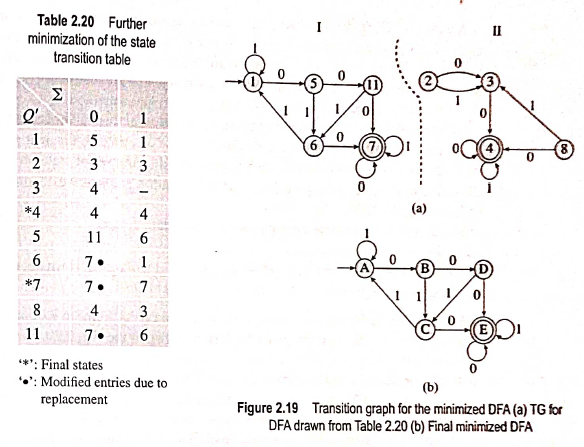 Table 2.20 Further
minimization of the state
transition table
Σ
Q' 0 1
1 5 1
2 3 3
3 4 –
*4 4 4
5 11 6
6 7• 1
*7 7• 7
8 4 3
11 7• 6
'*': Final states
'•': Modified entries due to
replacement
I
II
1
0
0
1
5
11
1
1
1
0
6
0
7
1
0
0
2
3
1
1
0
0
4
0
8
1
(a)
1
0
0
A
B
D
1
1
1
0
C
0
E
1
0
(b)
Figure 2.19 Transition graph for the minimized DFA (a) TG for
DFA drawn from Table 2.20 (b) Final minimized DFA